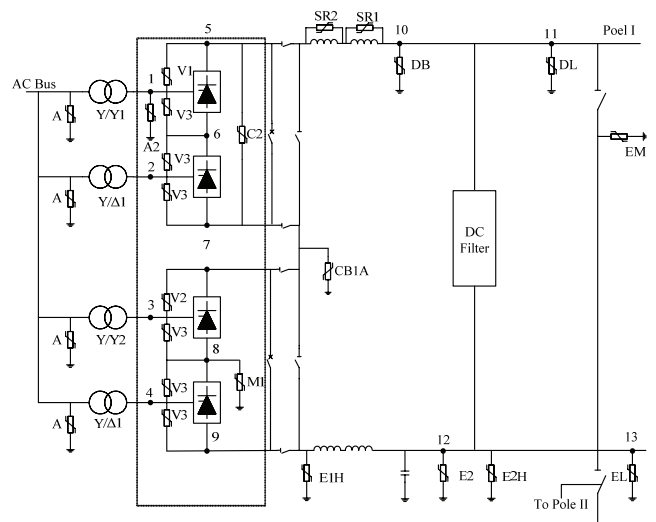 SR2 SR1
5 10 11 Poel I
AC Bus
V1 DB DL
1
A Y/Y1 V3 C2
A2 6 EM
V3
2
A V3
Y/Δ1
DC
Filter
7
CB1A
3 V2
A Y/Y2 V3
8
4 V3 M1
A V3
Y/Δ1 9 12 13
E1H E2 E2H EL
To Pole II